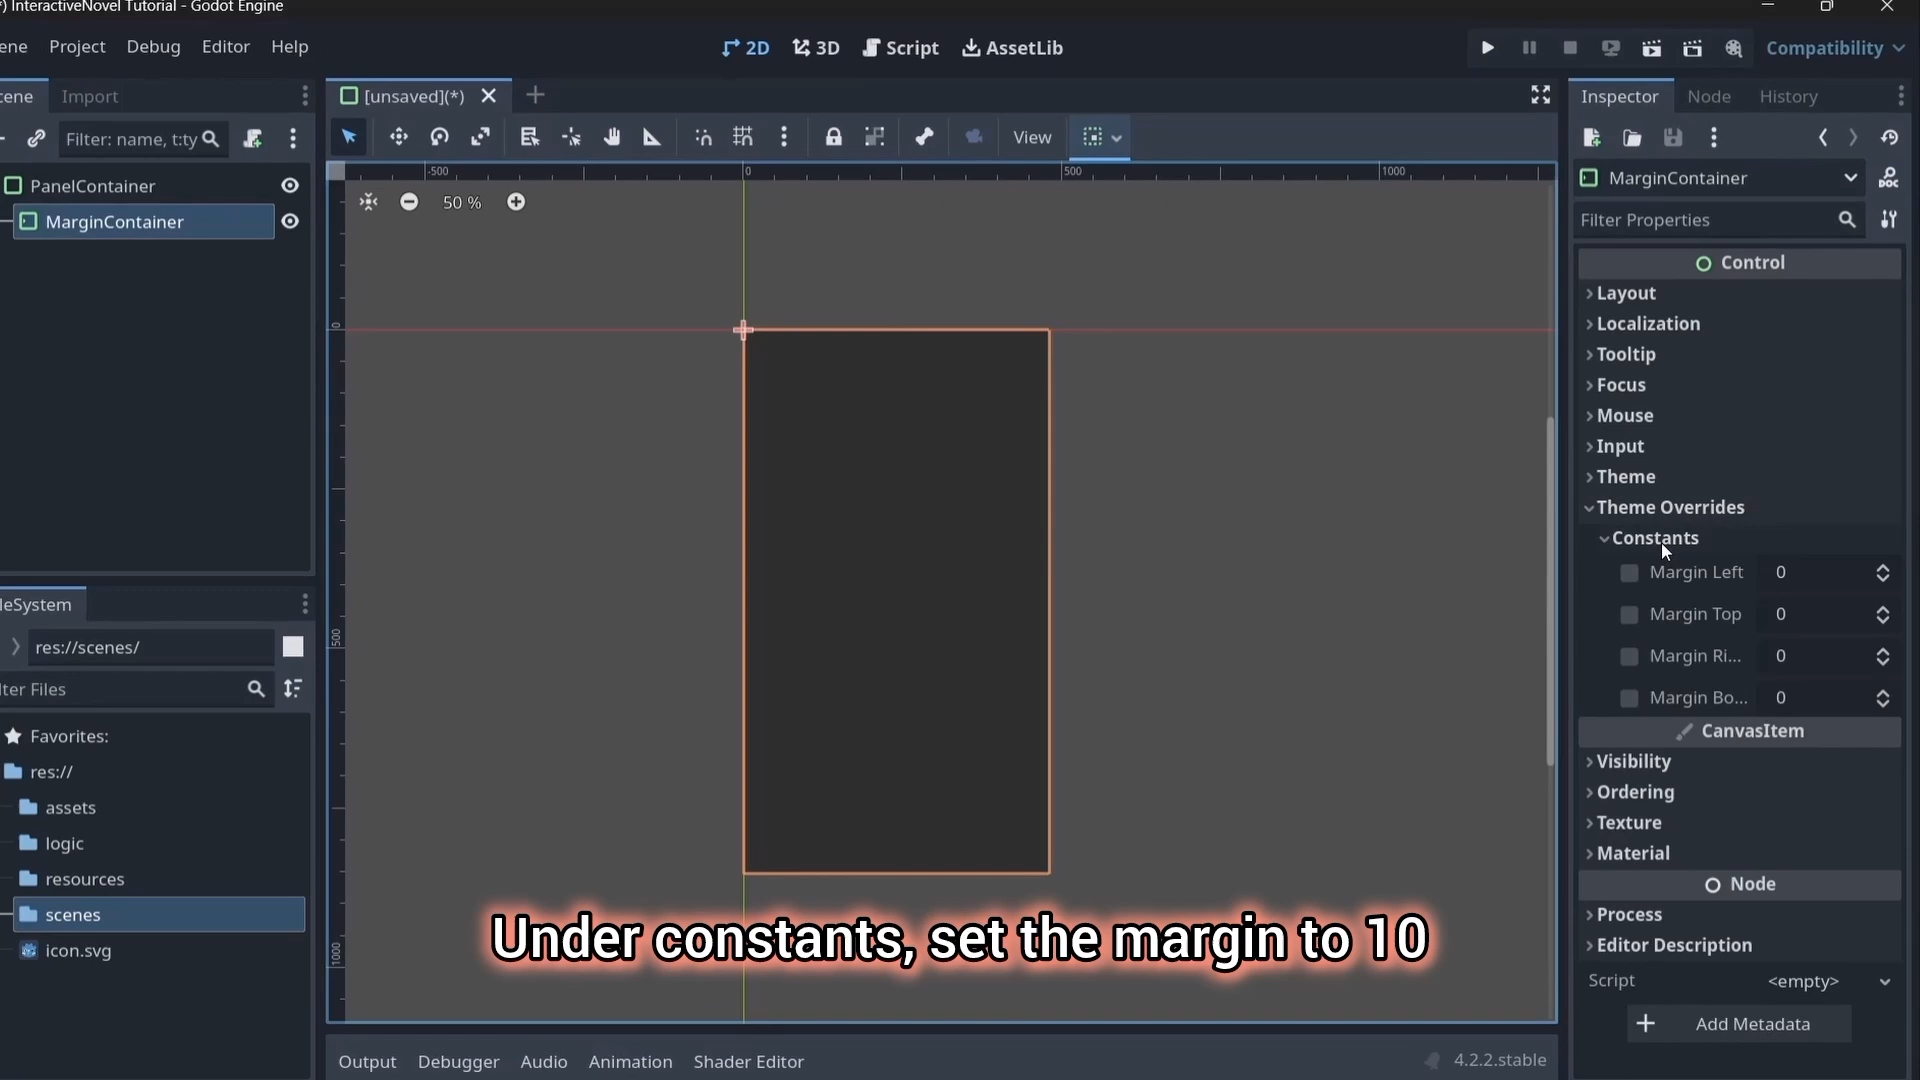 ) InteractiveNovel Tutorial - Godot Engine
ene Project Debug Editor Help
2D 3D Script AssetLib
Compatibility
ene Import
Filter: name, t:ty
PanelContainer
MarginContainer
[unsaved](*)
View
-500 0 500 1000
50 %
0
500
1000
leSystem
res://scenes/
lter Files
Favorites:
res://
assets
logic
resources
scenes
icon.svg
Under constants, set the margin to 10
Output Debugger Audio Animation Shader Editor
4.2.2.stable
Inspector Node History
MarginContainer
Filter Properties
Control
Layout
Localization
Tooltip
Focus
Mouse
Input
Theme
Theme Overrides
Constants
Margin Left 0
Margin Top 0
Margin Ri... 0
Margin Bo... 0
CanvasItem
Visibility
Ordering
Texture
Material
Node
Process
Editor Description
Script <empty>
Add Metadata